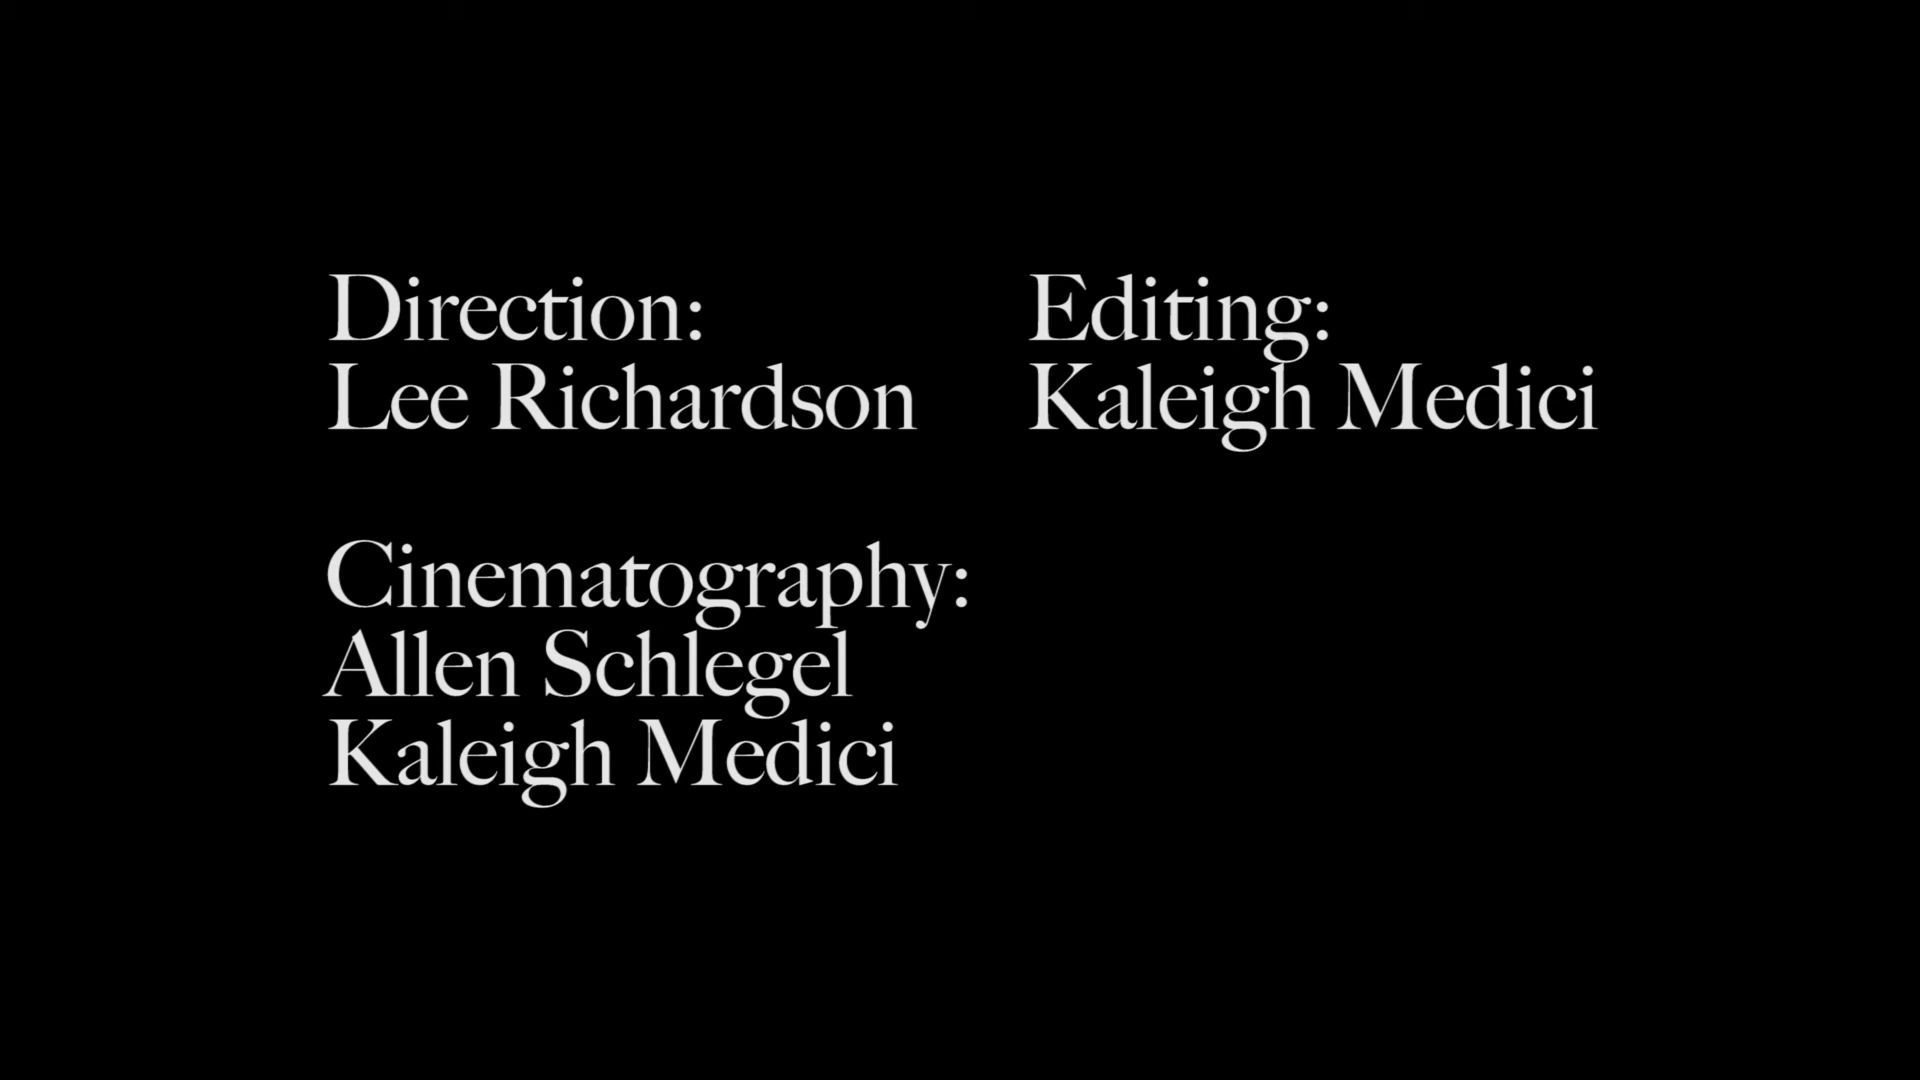 Direction:
Lee Richardson
Cinematography:
Allen Schlegel
Kaleigh Medici
Editing:
Kaleigh Medici